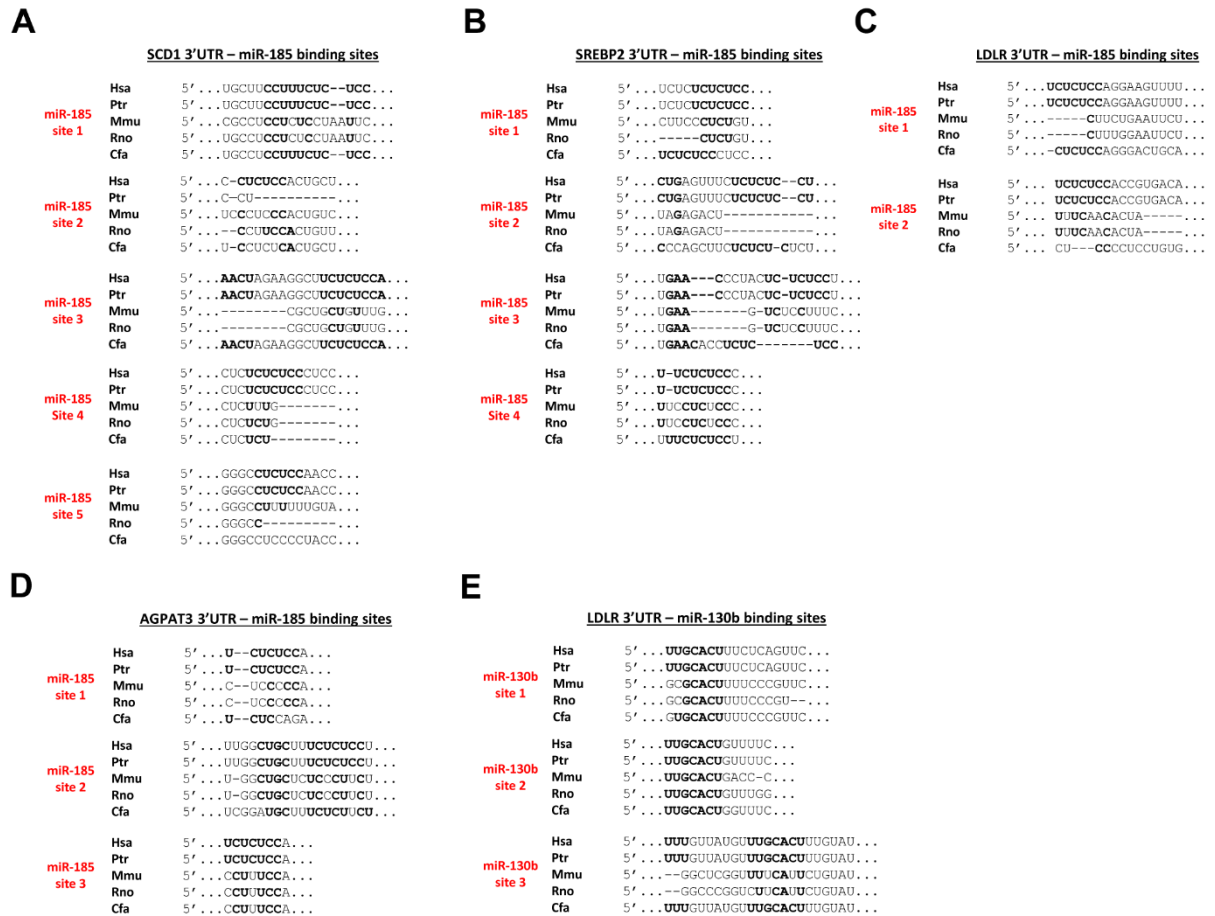 A
SCD1 3'UTR – miR-185 binding sites
miR-185 site 1
Hsa 5'...UGCUUCCUUUCUC--UCC...
Ptr 5'...UGCUUCCUUUCUC--UCC...
Mmu 5'...CGCCUCCUCUCCUAAUUC...
Rno 5'...UGCCUCCUCUCCUAAUUC...
Cfa 5'...UGCCUCCUUUCUC--UCC...
miR-185 site 2
Hsa 5'...C-CUCUCCACUGCU...
Ptr 5'...C-CU----------...
Mmu 5'...UCCCUCCCACUGUC...
Rno 5'...--CCUUCCACUGUU...
Cfa 5'...U-CCUCUCACUGCU...
miR-185 site 3
Hsa 5'...AACUAGAAGGCUUCUCUCCA...
Ptr 5'...AACUAGAAGGCUUCUCUCCA...
Mmu 5'...--------CGCUGCUGUUUG...
Rno 5'...--------CGCUGCUGUUUG...
Cfa 5'...AACUAGAAGGCUUCUCUCCA...
miR-185 Site 4
Hsa 5'...CUCUCUCUCCCUCC...
Ptr 5'...CUCUCUCUCCCUCC...
Mmu 5'...CUCUUUG-------...
Rno 5'...CUCUCUG-------...
Cfa 5'...CUCUCU--------...
miR-185 site 5
Hsa 5'...GGGCCUCUCCAACC...
Ptr 5'...GGGCCUCUCCAACC...
Mmu 5'...GGGCCUUUUUUGUA...
Rno 5'...GGGCC---------...
Cfa 5'...GGGCCUCCCCUACC...
B
SREBP2 3'UTR – miR-185 binding sites
miR-185 site 1
Hsa 5'...UCUCUCUCUCC...
Ptr 5'...UCUCUCUCUCC...
Mmu 5'...CUUCCCUCUGU...
Rno 5'...-----CUCUGU...
Cfa 5'...UCUCUCCCUCC...
miR-185 site 2
Hsa 5'...CUGAGUUUCUCUCUC--CU...
Ptr 5'...CUGAGUUUCUCUCUC--CU...
Mmu 5'...UAGAGACU-----------...
Rno 5'...UAGAGACU-----------...
Cfa 5'...CCCAGCUUCUCUCU-CUCU...
miR-185 site 3
Hsa 5'...UGAA---CCCUACUC-UCUCCU...
Ptr 5'...UGAA---CCCUACUC-UCUCCU...
Mmu 5'...UGAA-------G-UCUCCUUUC...
Rno 5'...UGAA-------G-UCUCCUUUC...
Cfa 5'...UGAACACCUCUC-------UCC...
miR-185 Site 4
Hsa 5'...U-UCUCUCCC...
Ptr 5'...U-UCUCUCCC...
Mmu 5'...UUCCUCUCCC...
Rno 5'...UUCCUCUCCC...
Cfa 5'...UUUCUCUCCU...
C
LDLR 3'UTR – miR-185 binding sites
miR-185 site 1
Hsa 5'...UCUCUCCAGGAAGUUUU...
Ptr 5'...UCUCUCCAGGAAGUUUU...
Mmu 5'...-----CUUCUGAAUUCU...
Rno 5'...-----CUUGGAAUUCU...
Cfa 5'...-CUCUCCAGGGACUGCA...
miR-185 site 2
Hsa 5'...UCUCUCCACCGUGACA...
Ptr 5'...UCUCUCCACCGUGACA...
Mmu 5'...UUUCAACACUA-----...
Rno 5'...UUUCAACACUA-----...
Cfa 5'...CU---CCCCUCCUGUG...
D
AGPAT3 3'UTR – miR-185 binding sites
miR-185 site 1
Hsa 5'...U--CUCUCCA...
Ptr 5'...U--CUCUCCA...
Mmu 5'...C--UCCCCCA...
Rno 5'...C--UCCCCCA...
Cfa 5'...U--CUCCAGA...
miR-185 site 2
Hsa 5'...UUGGCUGCUUUCUCUCCU...
Ptr 5'...UUGGCUGCUUUCUCUCCU...
Mmu 5'...U-GGCUGCUCUCCCUUCU...
Rno 5'...U-GGCUGCUCUCCCUUCU...
Cfa 5'...UCGGAUGCUUUCUCUUCU...
miR-185 site 3
Hsa 5'...UCUCUCCA...
Ptr 5'...UCUCUCCA...
Mmu 5'...CCUUUCCA...
Rno 5'...CCUUUCCA...
Cfa 5'...CCUUUCCA...
E
LDLR 3'UTR – miR-130b binding sites
miR-130b site 1
Hsa 5'...UUGCACUUUCUCAGUUC...
Ptr 5'...UUGCACUUUCUCAGUUC...
Mmu 5'...GCGCACUUUUCCCGUUC...
Rno 5'...GCGCACUUUUCCCGU--...
Cfa 5'...GUGCACUUUUCCCGUUC...
miR-130b site 2
Hsa 5'...UUGCACUGUUUUC...
Ptr 5'...UUGCACUGUUUUC...
Mmu 5'...UUGCACUGACC-C...
Rno 5'...UUGCACUGUUUGG...
Cfa 5'...UUGCACUGGUUUC...
miR-130b site 3
Hsa 5'...UUUGUUAUGUUUGCACUUUGUAU...
Ptr 5'...UUUGUUAUGUUUGCACUUUGUAU...
Mmu 5'...--GGCUCGGUUUUCAUUCUGUAU...
Rno 5'...--GGCCCGGUCUUCAUUCUGUAU...
Cfa 5'...UUUGUUAUGUUUGCACUUUGUAU...